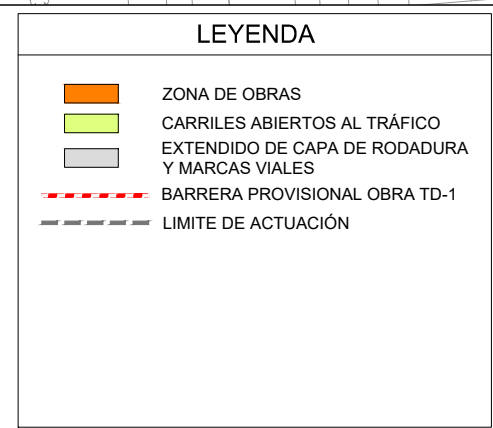 LEYENDA
ZONA DE OBRAS
CARRILES ABIERTOS AL TRÁFICO
EXTENDIDO DE CAPA DE RODADURA
Y MARCAS VIALES
BARRERA PROVISIONAL OBRA TD-1
LIMITE DE ACTUACIÓN